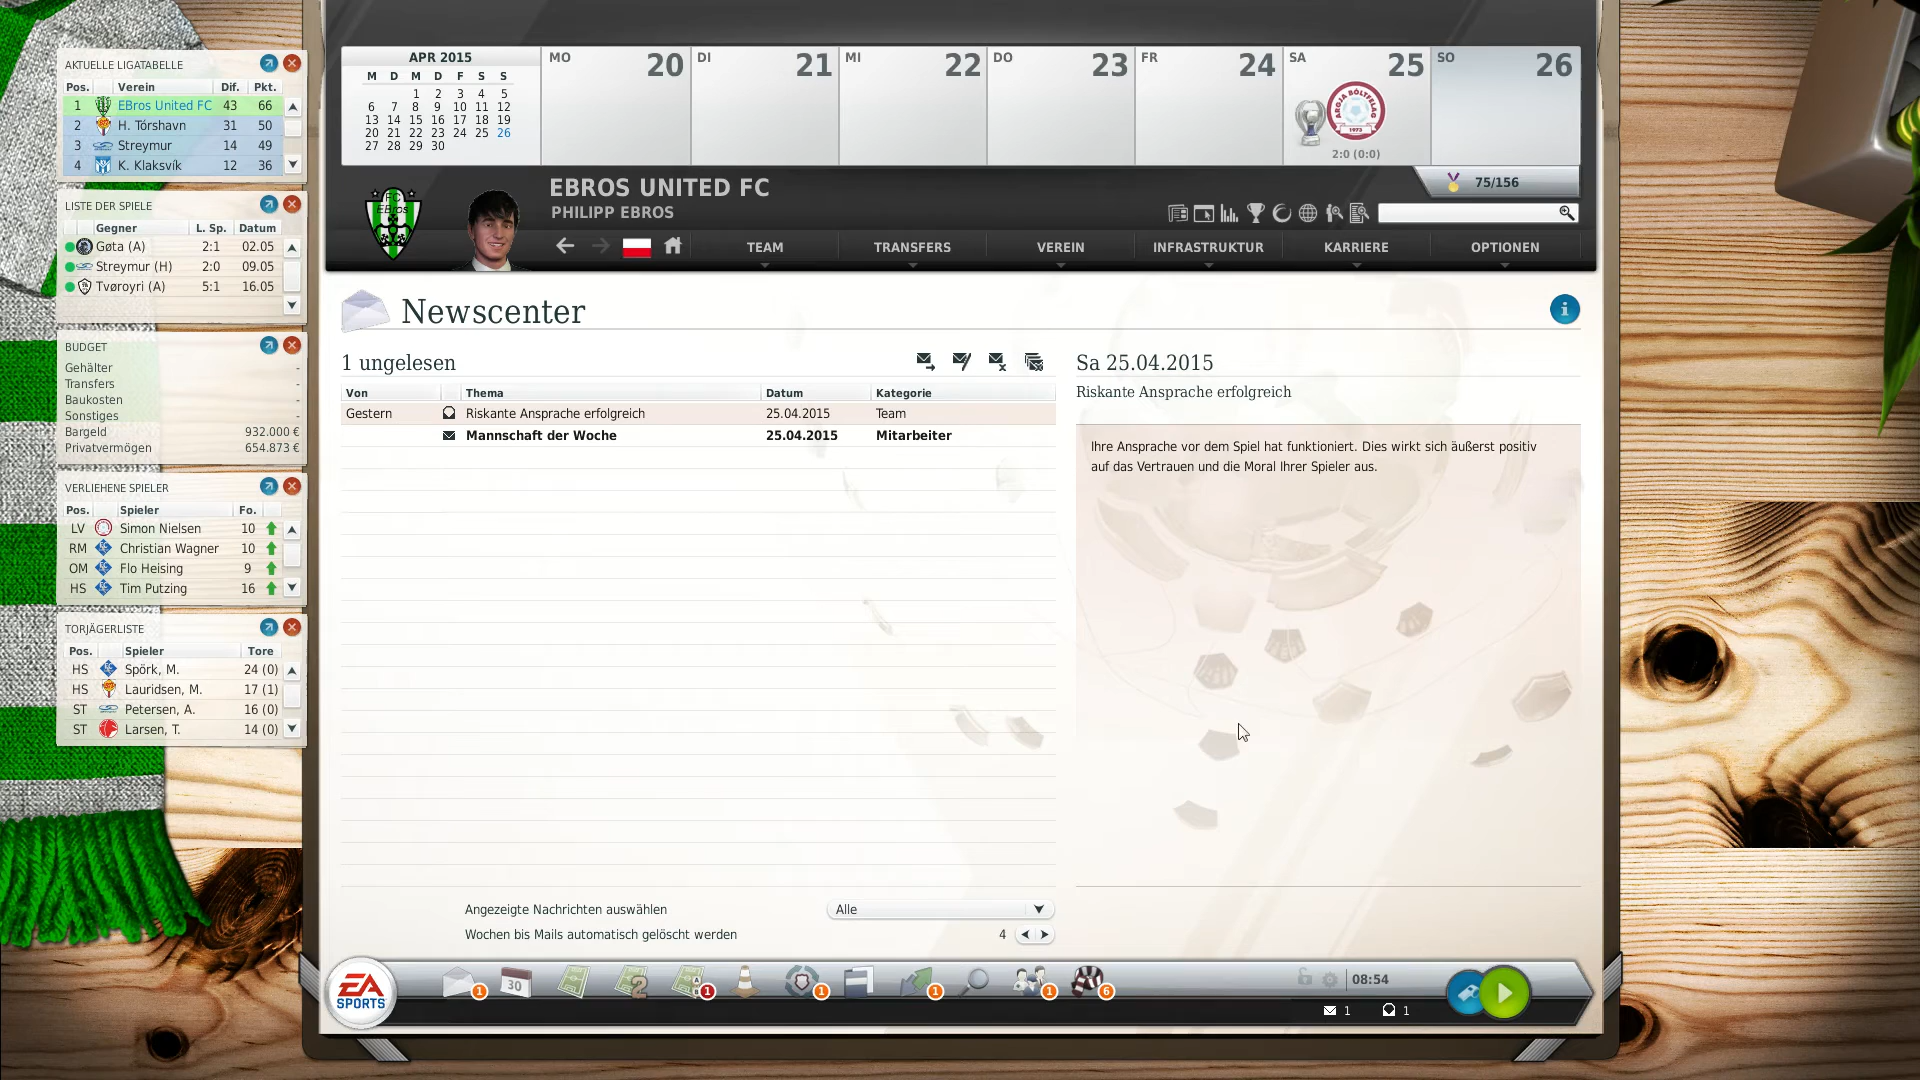 AKTUELLE LIGATABELLE
Pos. Verein Dif. Pkt.
1 EBros United FC 43 66
2 H. Tórshavn 31 50
3 Streymur 14 49
4 K. Klaksvík 12 36
LISTE DER SPIELE
Gegner L. Sp. Datum
Gøta (A) 2:1 02.05
Streymur (H) 2:0 09.05
Tvøroyri (A) 5:1 16.05
BUDGET
Gehälter -
Transfers -
Baukosten -
Sonstiges -
Bargeld 932.000 €
Privatvermögen 654.873 €
VERLIEHENE SPIELER
Pos. Spieler Fo.
LV Simon Nielsen 10
RM Christian Wagner 10
OM Flo Heising 9
HS Tim Putzing 16
TORJÄGERLISTE
Pos. Spieler Tore
HS Spörk, M. 24 (0)
HS Lauridsen, M. 17 (1)
ST Petersen, A. 16 (0)
ST Larsen, T. 14 (0)
APR 2015
M D M D F S S
1 2 3 4 5
6 7 8 9 10 11 12
13 14 15 16 17 18 19
20 21 22 23 24 25 26
27 28 29 30
MO 20
DI 21
MI 22
DO 23
FR 24
SA 25
2:0 (0:0)
SO 26
75/156
FC
EBros
EBROS UNITED FC
PHILIPP EBROS
TEAM TRANSFERS VEREIN INFRASTRUKTUR KARRIERE OPTIONEN
Newscenter
1 ungelesen
Von Thema Datum Kategorie
Gestern Riskante Ansprache erfolgreich 25.04.2015 Team
Mannschaft der Woche 25.04.2015 Mitarbeiter
Sa 25.04.2015
Riskante Ansprache erfolgreich
Ihre Ansprache vor dem Spiel hat funktioniert. Dies wirkt sich äußerst positiv
auf das Vertrauen und die Moral Ihrer Spieler aus.
Angezeigte Nachrichten auswählen Alle
Wochen bis Mails automatisch gelöscht werden 4
EA
SPORTS
1 30 2 1 1 1 1 6
08:54
1 1